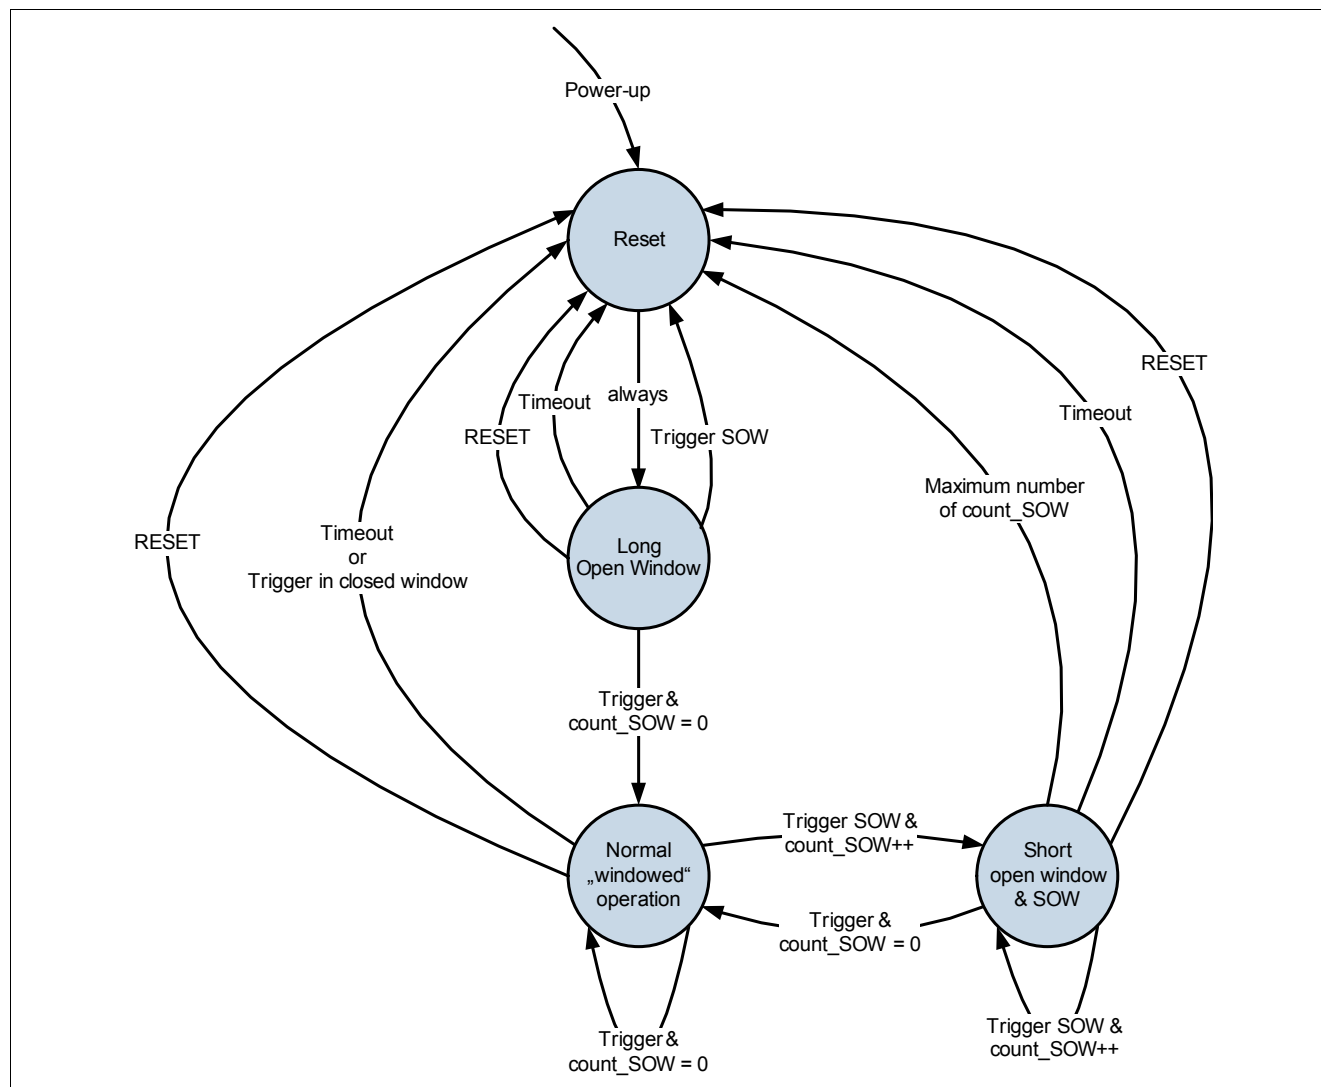 Power-up
Reset
RESET
Timeout
always
Timeout
RESET
Trigger SOW
Maximum number
of count_SOW
Timeout
or
Trigger in closed window
RESET
Long
Open Window
Trigger &
count_SOW = 0
Trigger SOW &
count_SOW++
Normal
„windowed“
operation
Short
open window
& SOW
Trigger &
count_SOW = 0
Trigger &
count_SOW = 0
Trigger SOW &
count_SOW++